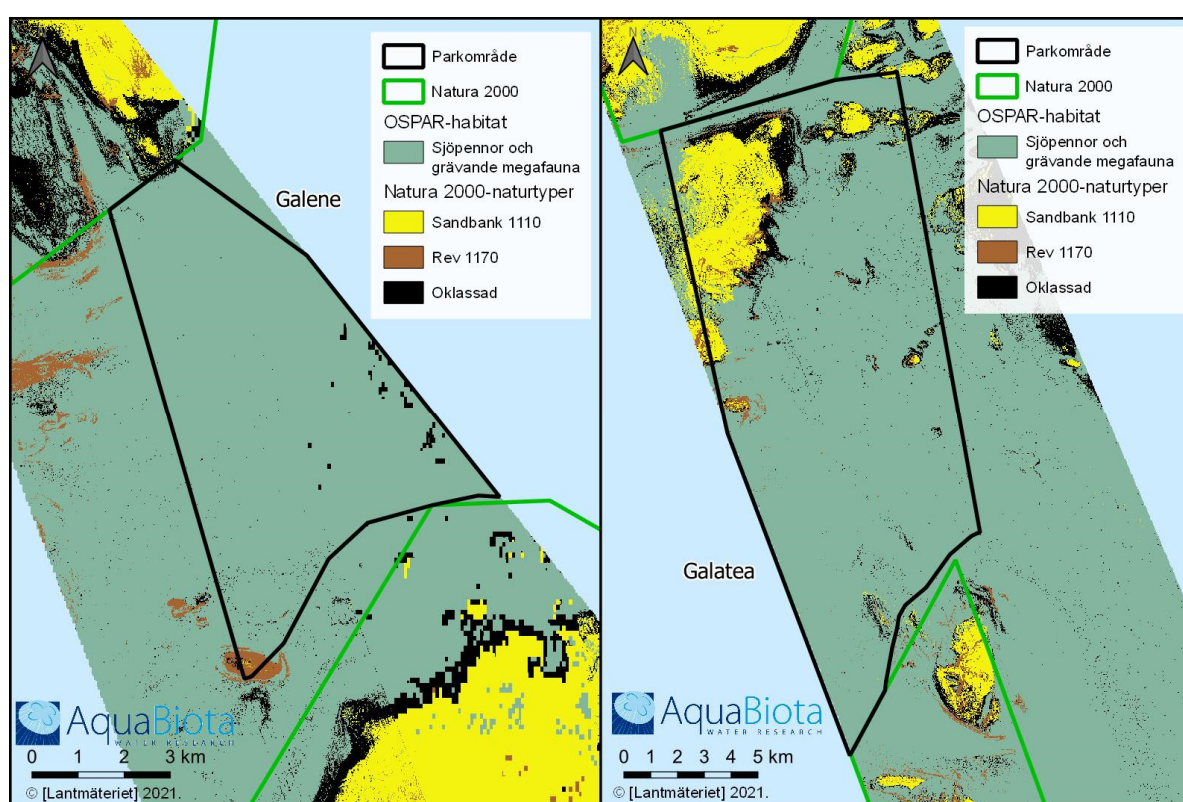 N
Parkområde
Natura 2000
OSPAR-habitat
Sjöpennor och
grävande megafauna
Natura 2000-naturtyper
Sandbank 1110
Rev 1170
Oklassad
Galene
AquaBiota
WATER RESEARCH
0 1 2 3 km
© [Lantmäteriet] 2021.
N
Parkområde
Natura 2000
OSPAR-habitat
Sjöpennor och
grävande megafauna
Natura 2000-naturtyper
Sandbank 1110
Rev 1170
Oklassad
Galatea
AquaBiota
WATER RESEARCH
0 1 2 3 4 5 km
© [Lantmäteriet] 2021.